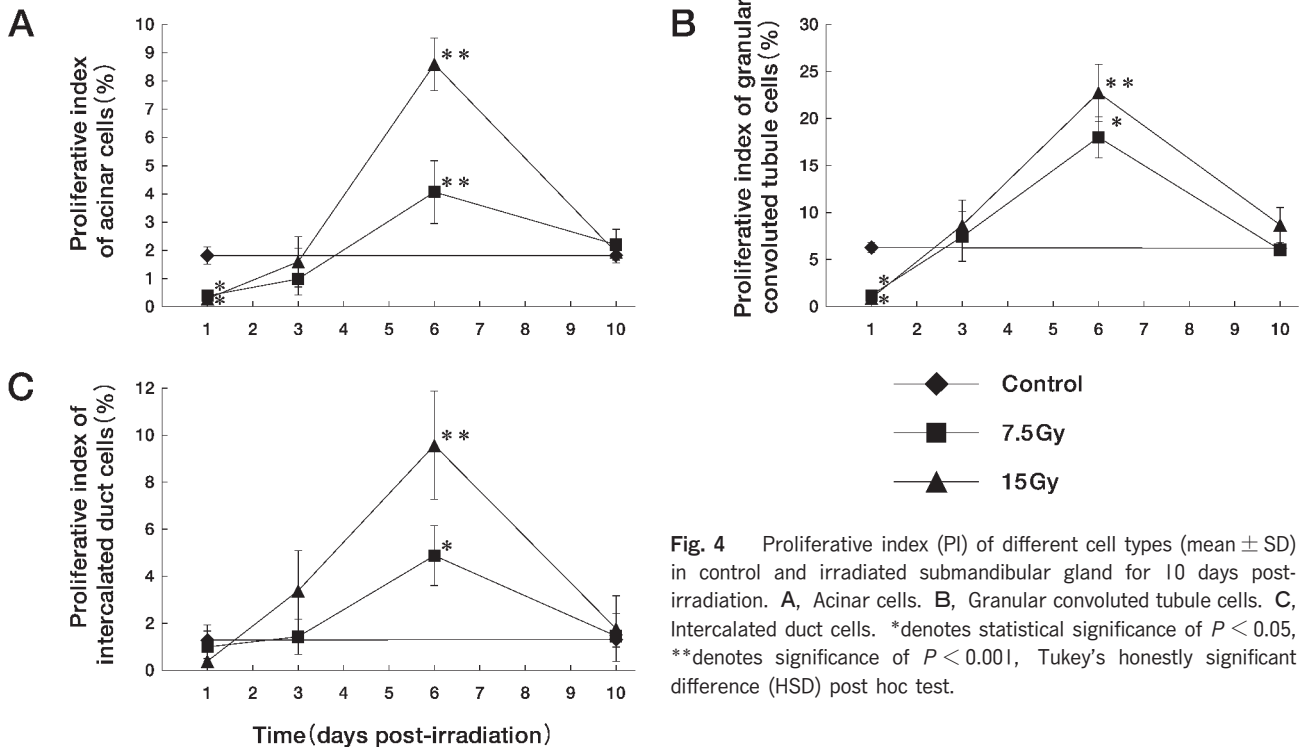 A
Proliferative index
of acinar cells(%)
10
9
8
7
6
5
4
3
2
1
0
**
**
*
*
1 2 3 4 5 6 7 8 9 10
B
Proliferative index of granular
convoluted tubule cells(%)
30
25
20
15
10
5
0
**
*
*
*
1 2 3 4 5 6 7 8 9 10
C
Proliferative index of
intercalated duct cells(%)
12
10
8
6
4
2
0
**
*
1 2 3 4 5 6 7 8 9 10
Time(days post-irradiation)
Control
7.5Gy
15Gy
Fig. 4 Proliferative index (PI) of different cell types (mean ± SD)
in control and irradiated submandibular gland for 10 days post-
irradiation. A, Acinar cells. B, Granular convoluted tubule cells. C,
Intercalated duct cells. *denotes statistical significance of P < 0.05,
**denotes significance of P < 0.001, Tukey's honestly significant
difference (HSD) post hoc test.